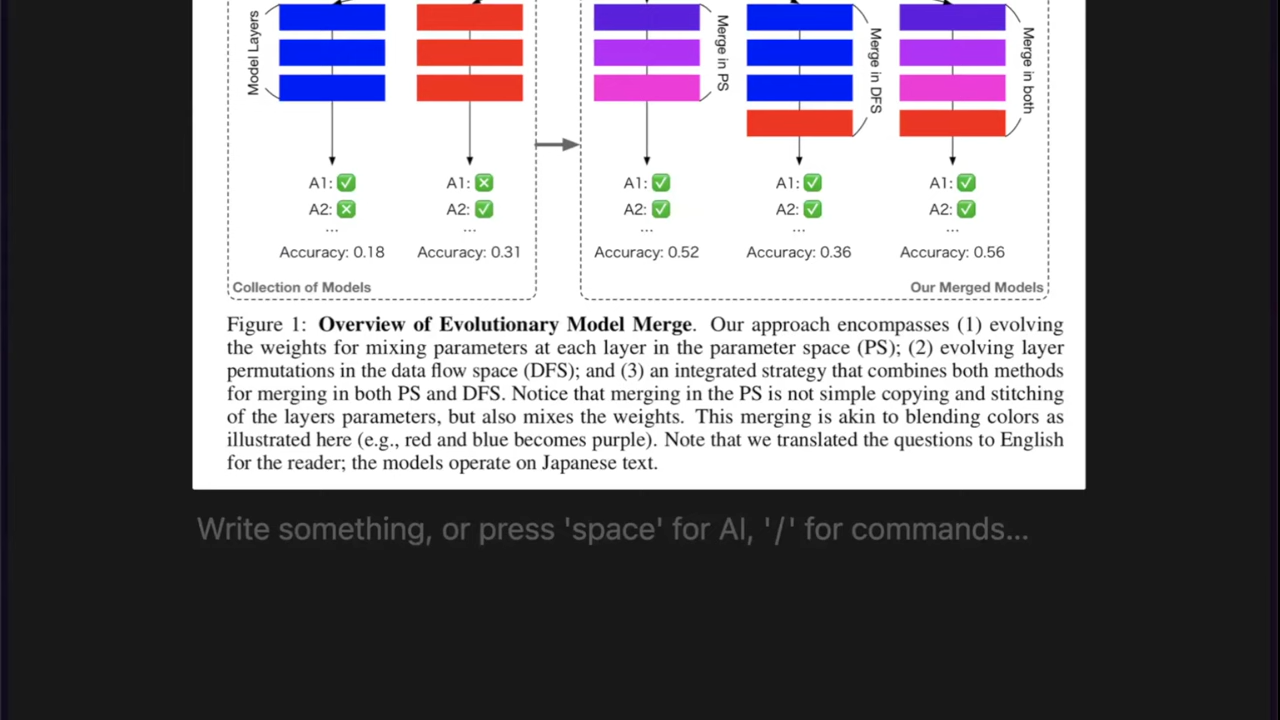 Model Layers
Merge in PS
Merge in DFS
Merge in both
A1: ✅ A1: ❎ A1: ✅ A1: ✅ A1: ✅
A2: ❎ A2: ✅ A2: ✅ A2: ✅ A2: ✅
... ... ... ... ...
Accuracy: 0.18 Accuracy: 0.31 Accuracy: 0.52 Accuracy: 0.36 Accuracy: 0.56
Collection of Models Our Merged Models
Figure 1: Overview of Evolutionary Model Merge. Our approach encompasses (1) evolving
the weights for mixing parameters at each layer in the parameter space (PS); (2) evolving layer
permutations in the data flow space (DFS); and (3) an integrated strategy that combines both methods
for merging in both PS and DFS. Notice that merging in the PS is not simple copying and stitching
of the layers parameters, but also mixes the weights. This merging is akin to blending colors as
illustrated here (e.g., red and blue becomes purple). Note that we translated the questions to English
for the reader; the models operate on Japanese text.
Write something, or press 'space' for AI, '/' for commands...